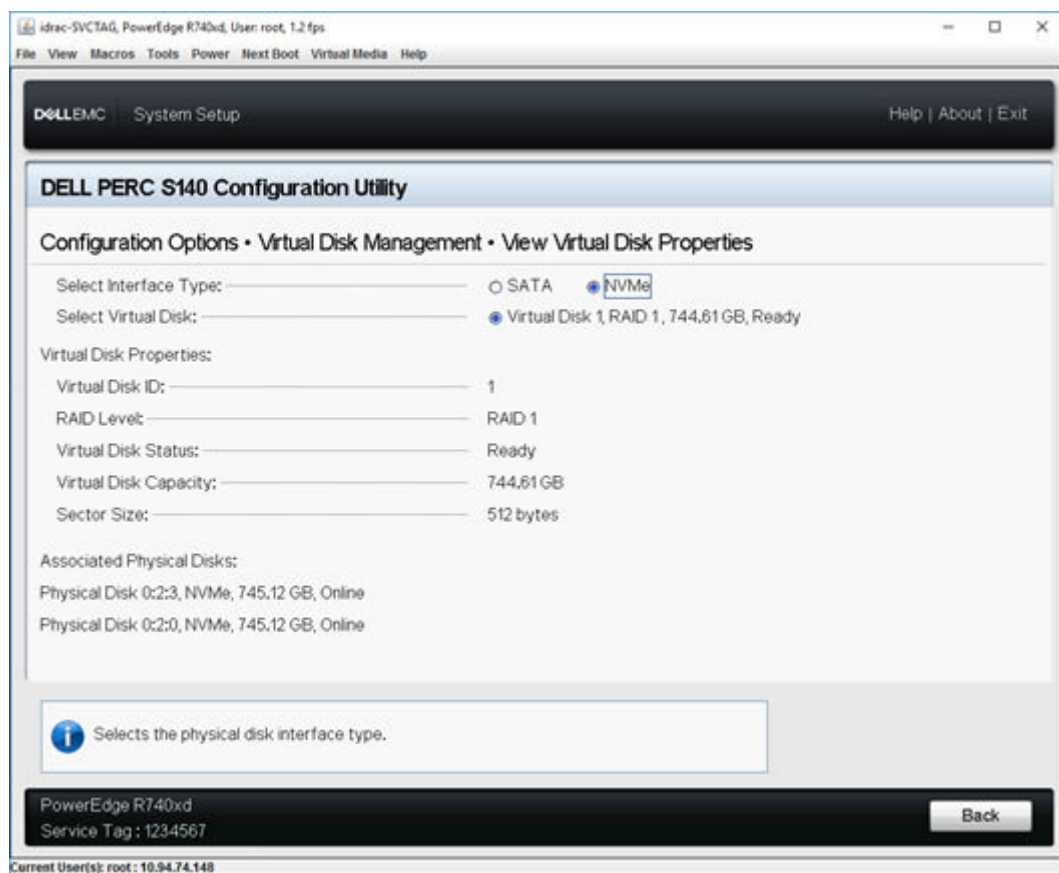 idrac-SVCTAG, PowerEdge R740xd, User: root, 1.2 fps
File View Macros Tools Power Next Boot Virtual Media Help
DELLEMC System Setup Help | About | Exit
DELL PERC S140 Configuration Utility
Configuration Options • Virtual Disk Management • View Virtual Disk Properties
Select Interface Type: SATA NVMe
Select Virtual Disk: Virtual Disk 1, RAID 1, 744.61 GB, Ready
Virtual Disk Properties:
Virtual Disk ID: 1
RAID Level: RAID 1
Virtual Disk Status: Ready
Virtual Disk Capacity: 744.61 GB
Sector Size: 512 bytes
Associated Physical Disks:
Physical Disk 0:2:3, NVMe, 745.12 GB, Online
Physical Disk 0:2:0, NVMe, 745.12 GB, Online
Selects the physical disk interface type.
PowerEdge R740xd
Service Tag : 1234567
Back
Current User(s): root : 10.94.74.148